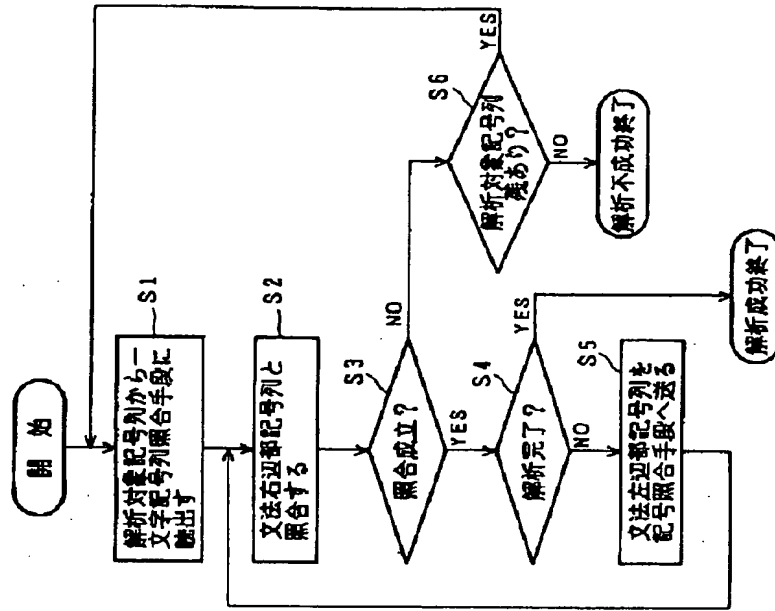 開 始
解析対象記号列から一
文字記号列照合手段に
読出す
S1
文法右辺部記号列と
照合する
S2
照合成立?
S3
NO
YES
解析完了?
S4
YES
NO
文法左辺部記号列を
記号照合手段へ送る
S5
解析成功終了
解析対象記号列
残あり?
S6
YES
NO
解析不成功終了